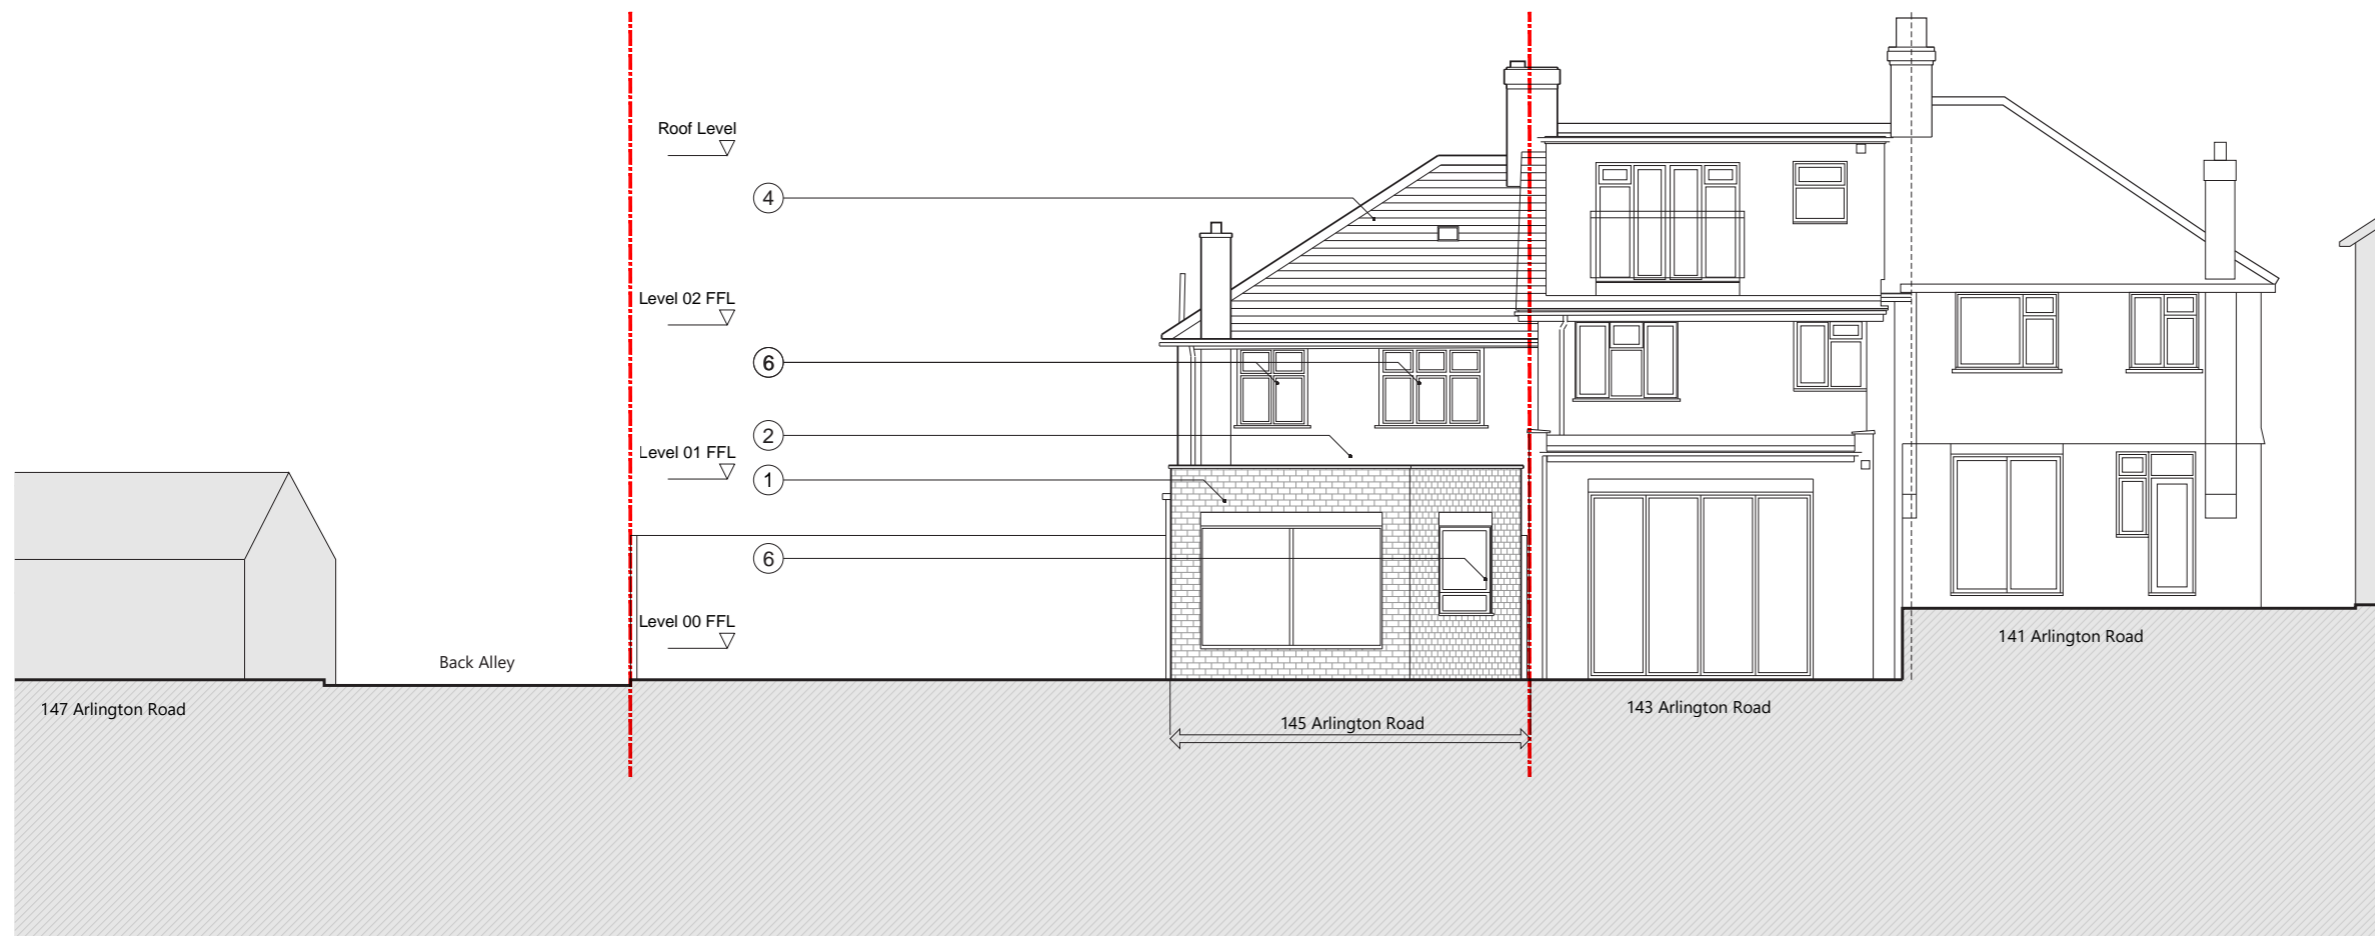 Roof Level
4
Level 02 FFL
6
2
Level 01 FFL
1
6
Level 00 FFL
Back Alley
141 Arlington Road
147 Arlington Road
143 Arlington Road
145 Arlington Road